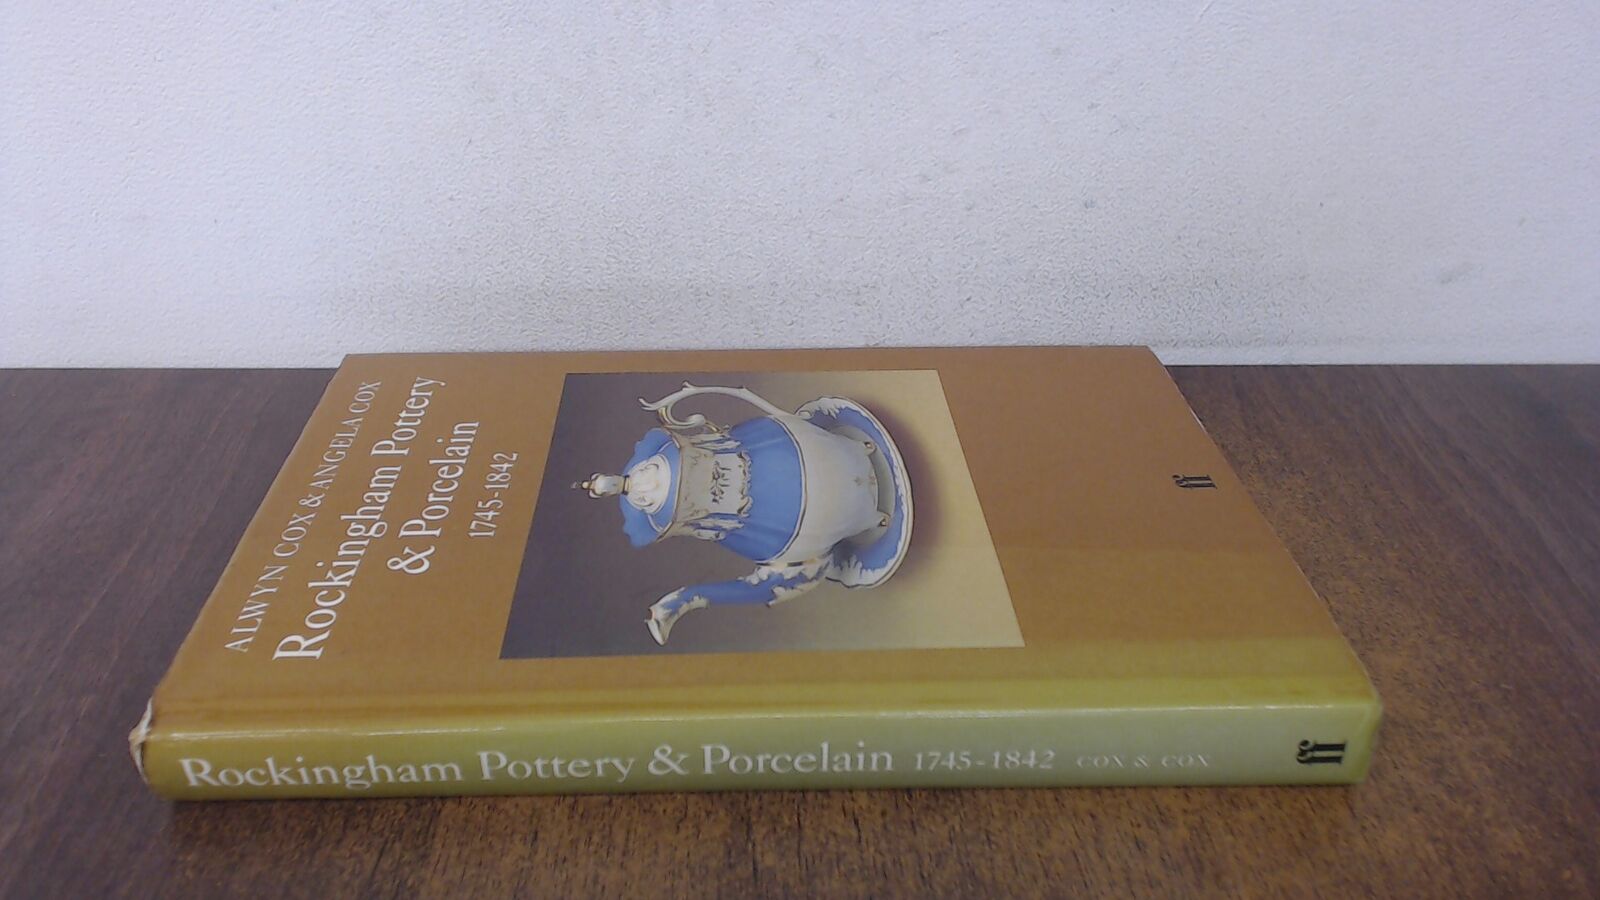 ALWYN COX & ANGELA COX
Rockingham Pottery
& Porcelain
1745-1842
ff
Rockingham Pottery & Porcelain 1745-1842 COX & COX ff